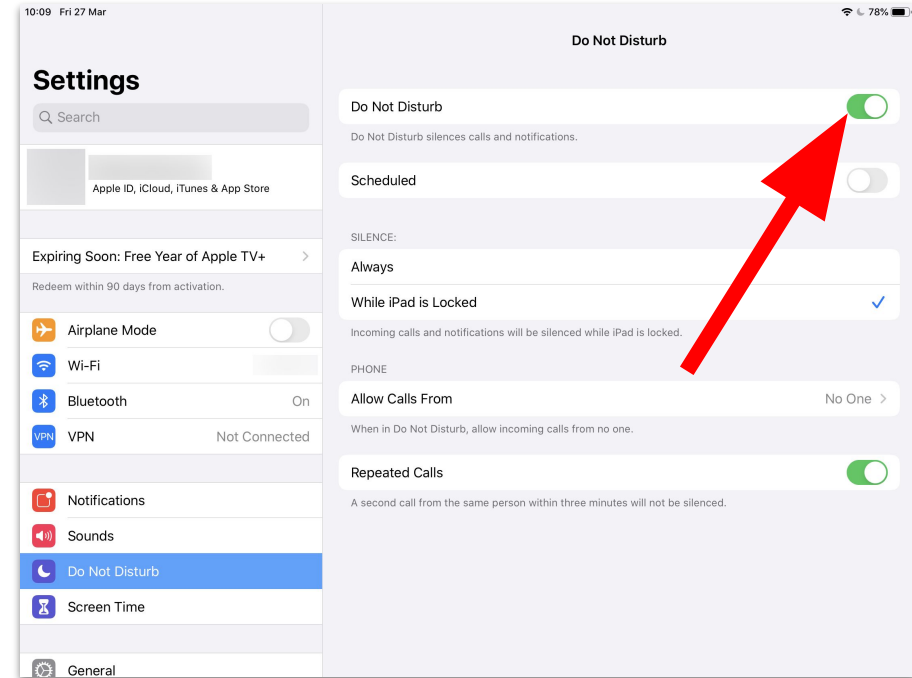 10:09 Fri 27 Mar
78%
Settings
Search
Apple ID, iCloud, iTunes & App Store
Expiring Soon: Free Year of Apple TV+
Redeem within 90 days from activation.
Airplane Mode
Wi-Fi
Bluetooth On
VPN VPN Not Connected
Notifications
Sounds
Do Not Disturb
Screen Time
General
Do Not Disturb
Do Not Disturb
Do Not Disturb silences calls and notifications.
Scheduled
SILENCE:
Always
While iPad is Locked
Incoming calls and notifications will be silenced while iPad is locked.
PHONE
Allow Calls From No One
When in Do Not Disturb, allow incoming calls from no one.
Repeated Calls
A second call from the same person within three minutes will not be silenced.